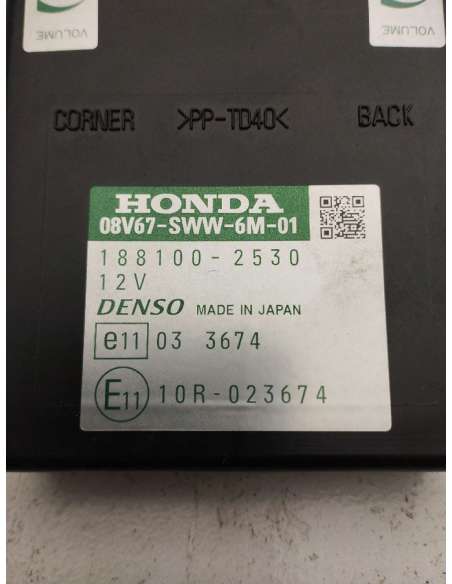 VOLUME
VOLUME
CORNER >PP-TD40< BACK
HONDA
08V67-SWW-6M-01
188100-2530
12V
DENSO MADE IN JAPAN
e11 03 3674
E11 10R-023674